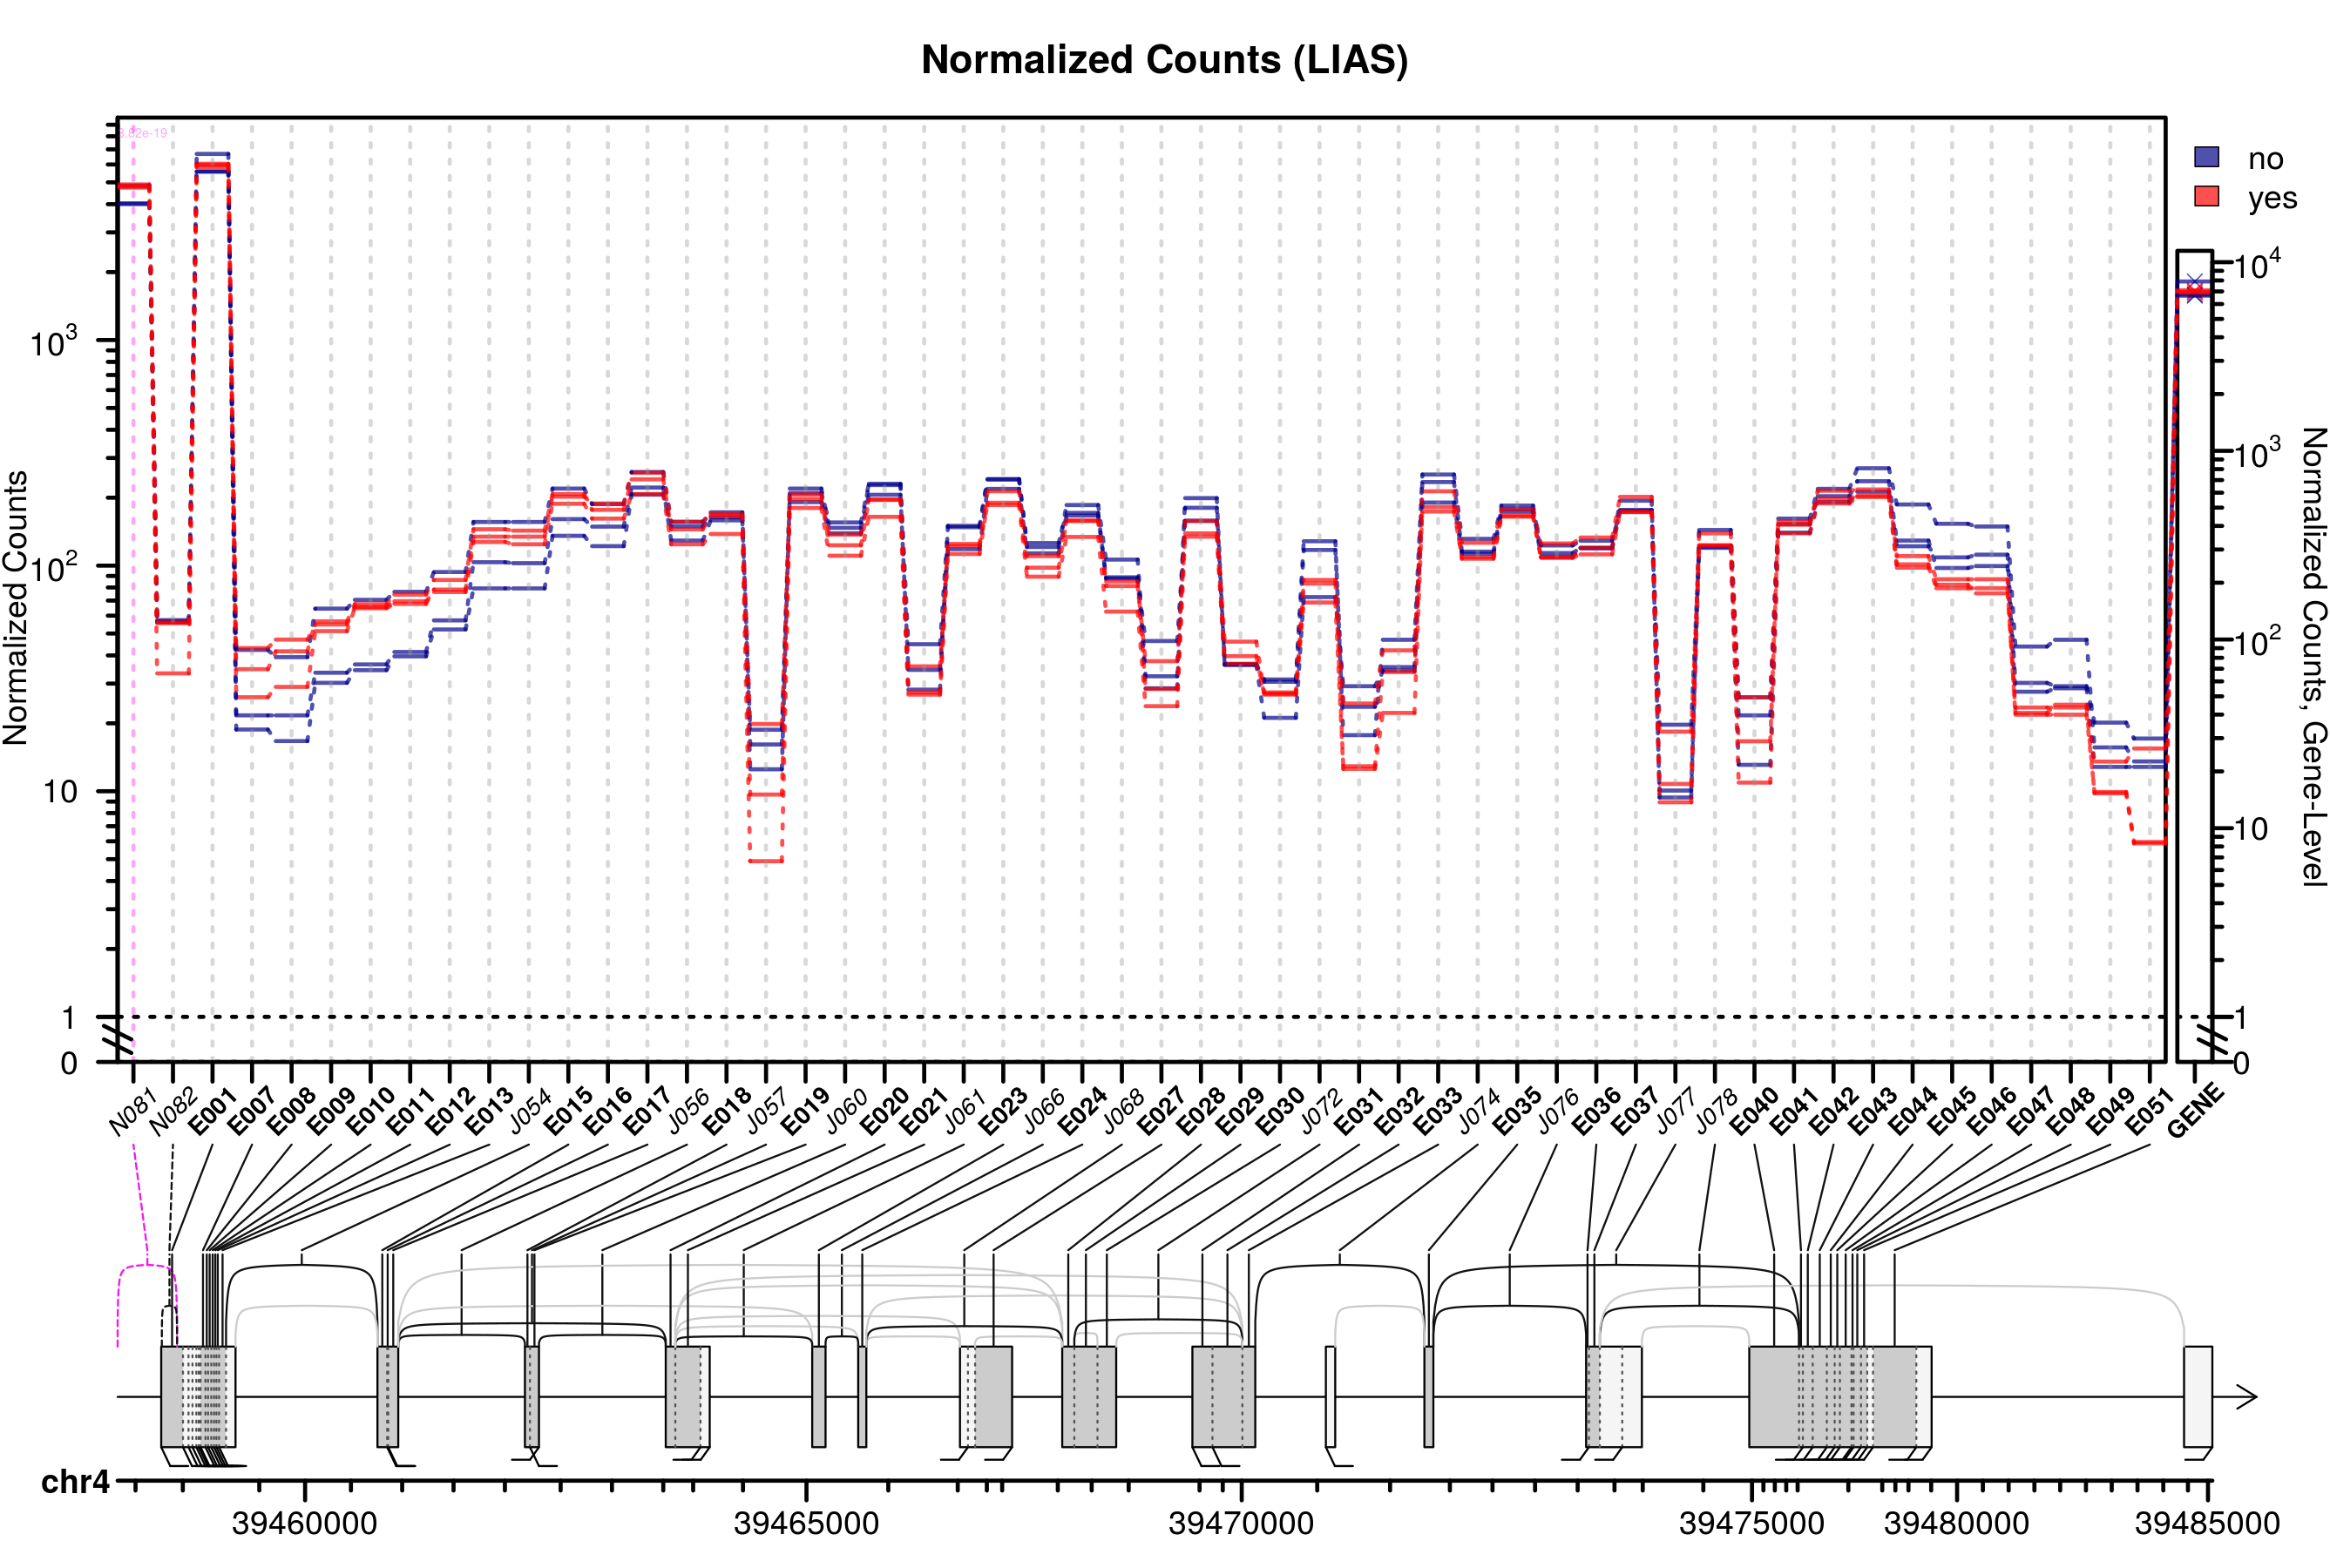 Normalized Counts (LIAS)
8.82e-19
no
yes
Normalized Counts
10^3
10^2
10
1
0
10^4
10^3
10^2
10
1
0
Normalized Counts, Gene-Level
N081 N082 E001 E007 E008 E009 E010 E011 E012 E013 J054 E015 E016 E017 J056 E018 J057 E019 J060 E020 E021 J061 E023 J066 E024 J068 E027 E028 E029 E030 J072 E031 E032 E033 J074 E035 J076 E036 E037 J077 J078 E040 E041 E042 E043 E044 E045 E046 E047 E048 E049 E051 GENE
chr4
39460000 39465000 39470000 39475000 39480000 39485000